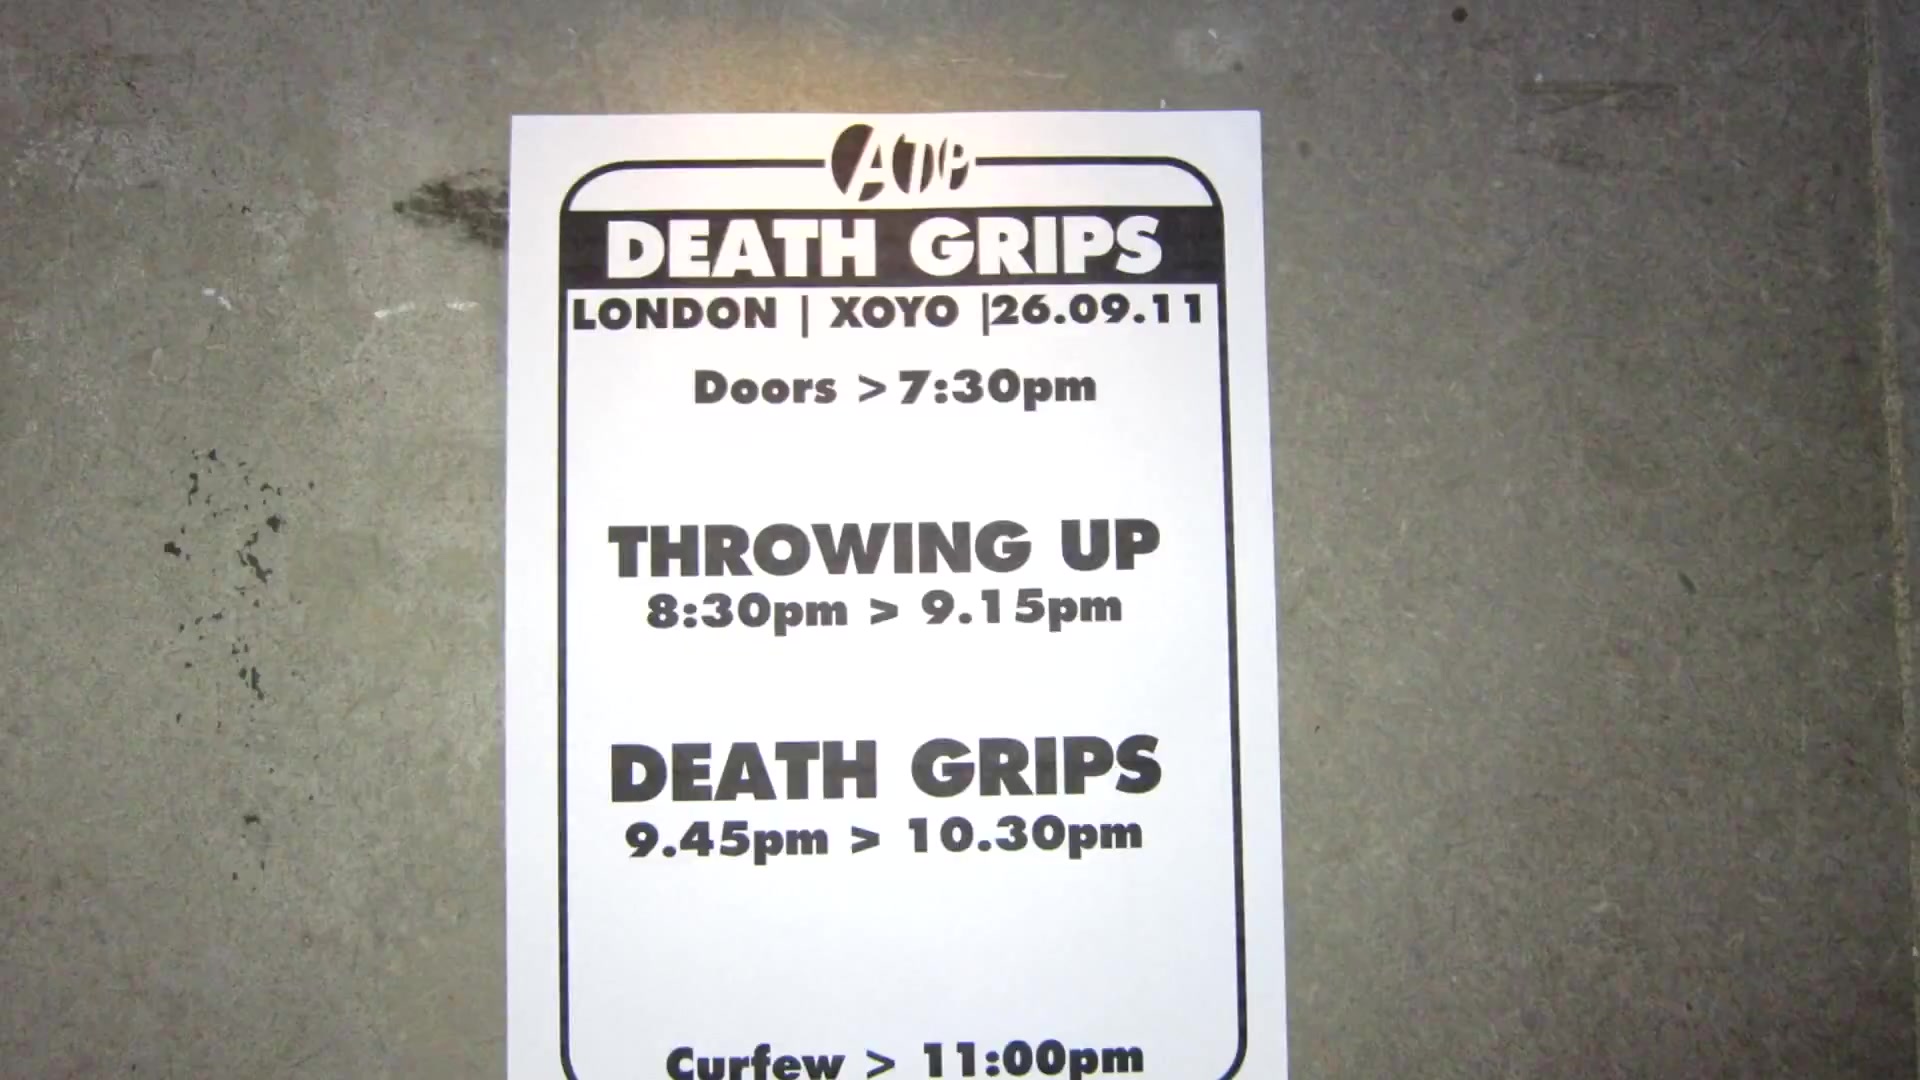 ATP
DEATH GRIPS
LONDON | XOYO |26.09.11
Doors > 7:30pm
THROWING UP
8:30pm > 9.15pm
DEATH GRIPS
9.45pm > 10.30pm
Curfew > 11:00pm